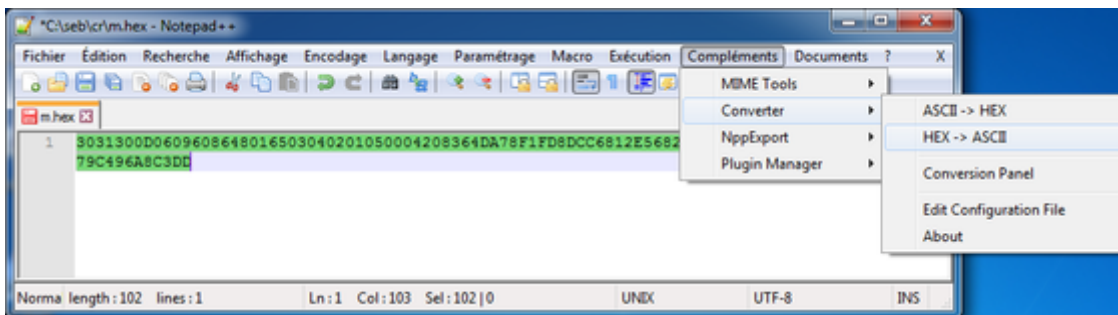 *C:\seb\cr\m.hex - Notepad++
Fichier Édition Recherche Affichage Encodage Langage Paramétrage Macro Exécution Compléments Documents ? X
m.hex
1 3031300D0609608648016503040201050004208364DA78F1FD8DCC6812E5682
79C496A8C3DD
MIME Tools
Converter
NppExport
Plugin Manager
ASCII -> HEX
HEX -> ASCII
Conversion Panel
Edit Configuration File
About
Norma length : 102 lines : 1 Ln : 1 Col : 103 Sel : 102 | 0 UNIX UTF-8 INS